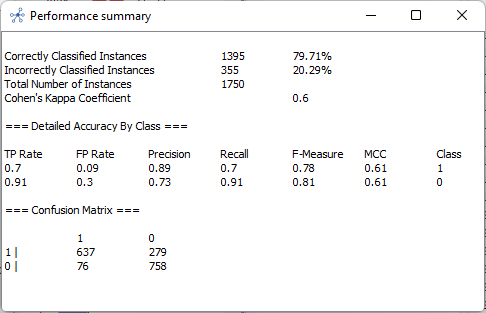 Performance summary
Correctly Classified Instances 1395 79.71%
Incorrectly Classified Instances 355 20.29%
Total Number of Instances 1750
Cohen's Kappa Coefficient 0.6
=== Detailed Accuracy By Class ===
TP Rate FP Rate Precision Recall F-Measure MCC Class
0.7 0.09 0.89 0.7 0.78 0.61 1
0.91 0.3 0.73 0.91 0.81 0.61 0
=== Confusion Matrix ===
1 0
1 | 637 279
0 | 76 758